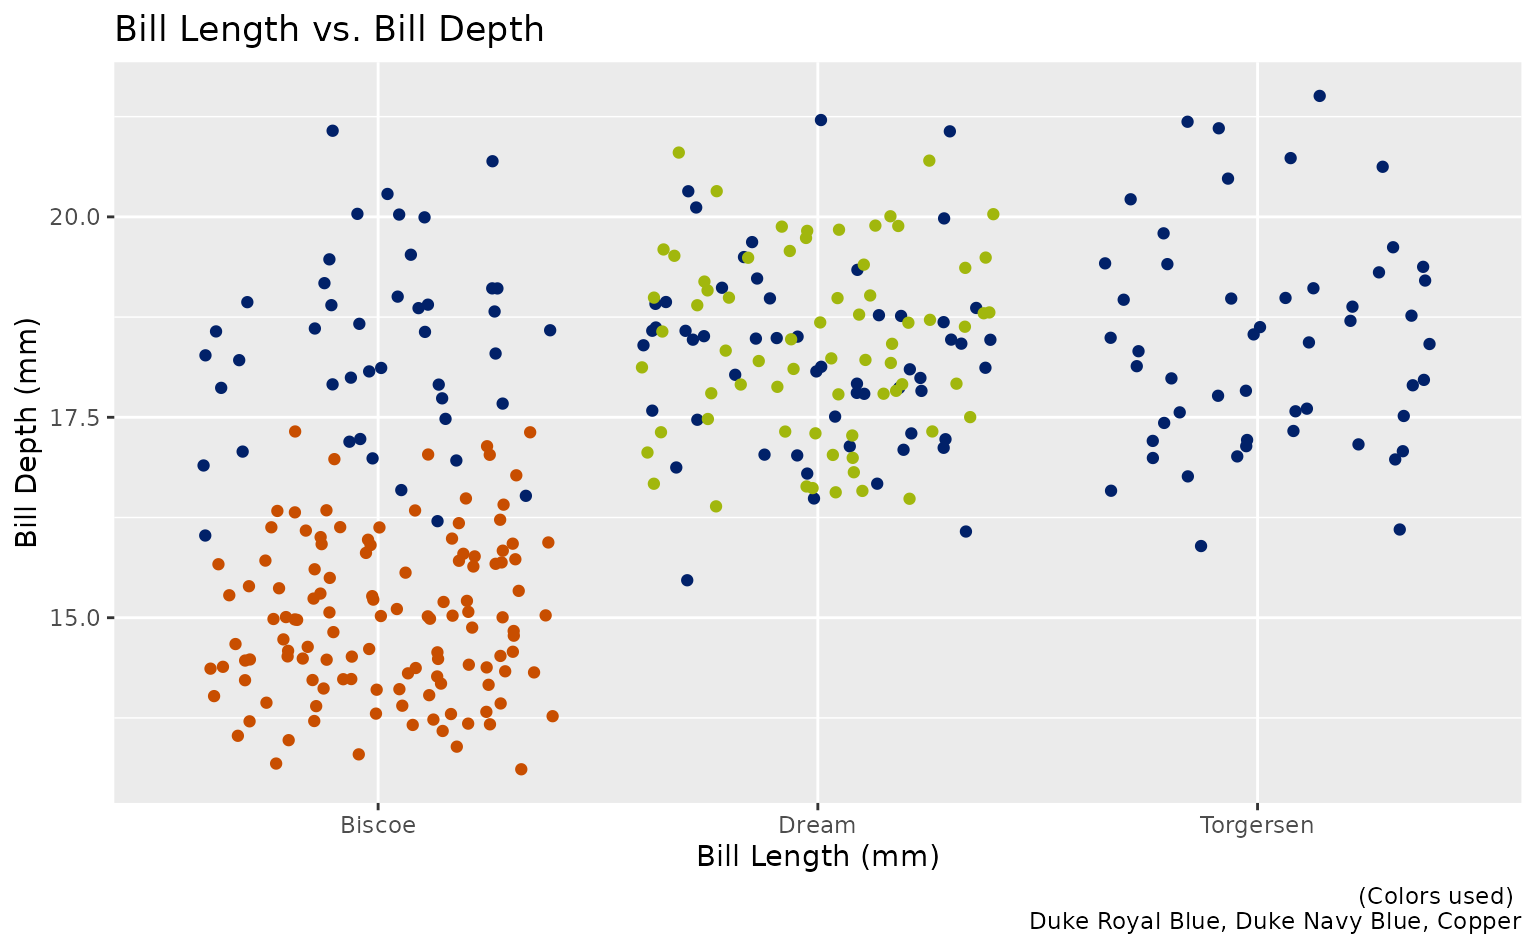 Bill Length vs. Bill Depth
Bill Depth (mm)
20.0
17.5
15.0
Biscoe
Dream
Torgersen
Bill Length (mm)
(Colors used)
Duke Royal Blue, Duke Navy Blue, Copper